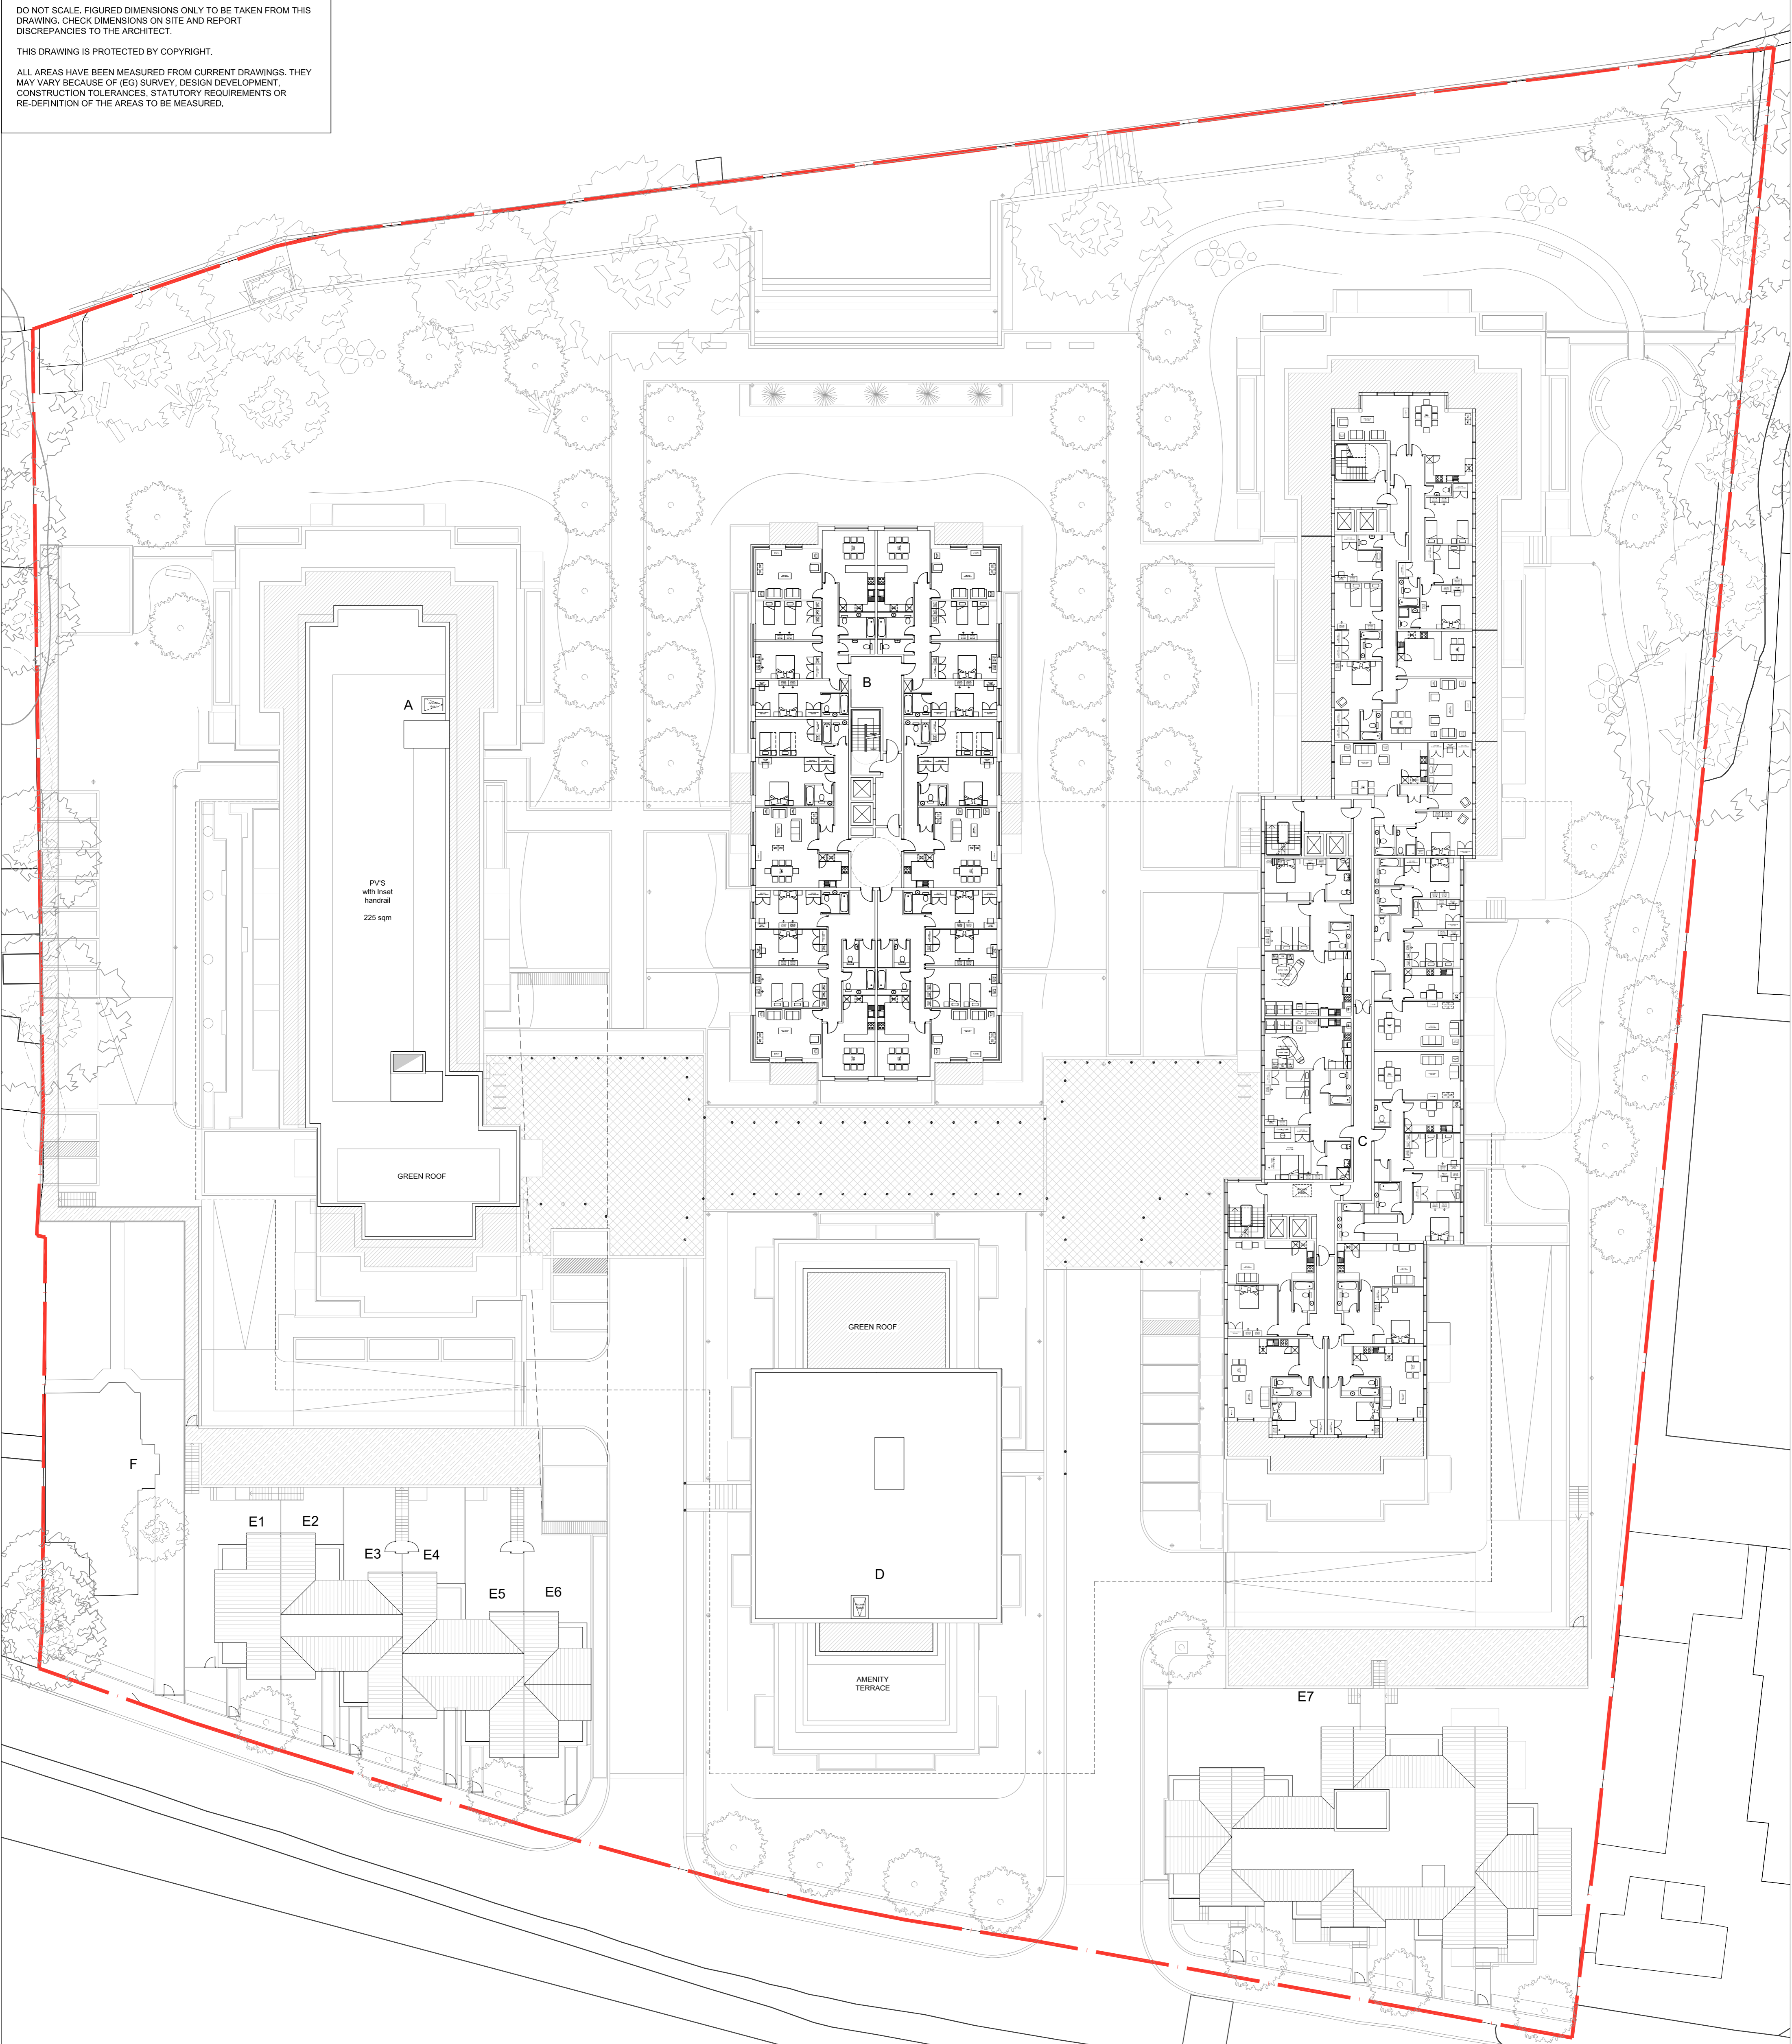 DO NOT SCALE. FIGURED DIMENSIONS ONLY TO BE TAKEN FROM THIS
DRAWING. CHECK DIMENSIONS ON SITE AND REPORT
DISCREPANCIES TO THE ARCHITECT.
THIS DRAWING IS PROTECTED BY COPYRIGHT.
ALL AREAS HAVE BEEN MEASURED FROM CURRENT DRAWINGS. THEY
MAY VARY BECAUSE OF (EG) SURVEY, DESIGN DEVELOPMENT,
CONSTRUCTION TOLERANCES, STATUTORY REQUIREMENTS OR
RE-DEFINITION OF THE AREAS TO BE MEASURED.
B
A
PV'S
with inset
handrail
225 sqm
C
GREEN ROOF
GREEN ROOF
F
E1
E2
E3
E4
E5
E6
D
AMENITY
TERRACE
E7